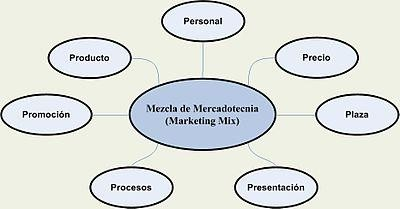 Personal
Producto
Precio
Mezcla de Mercadotecnia
(Marketing Mix)
Promoción
Plaza
Procesos
Presentación